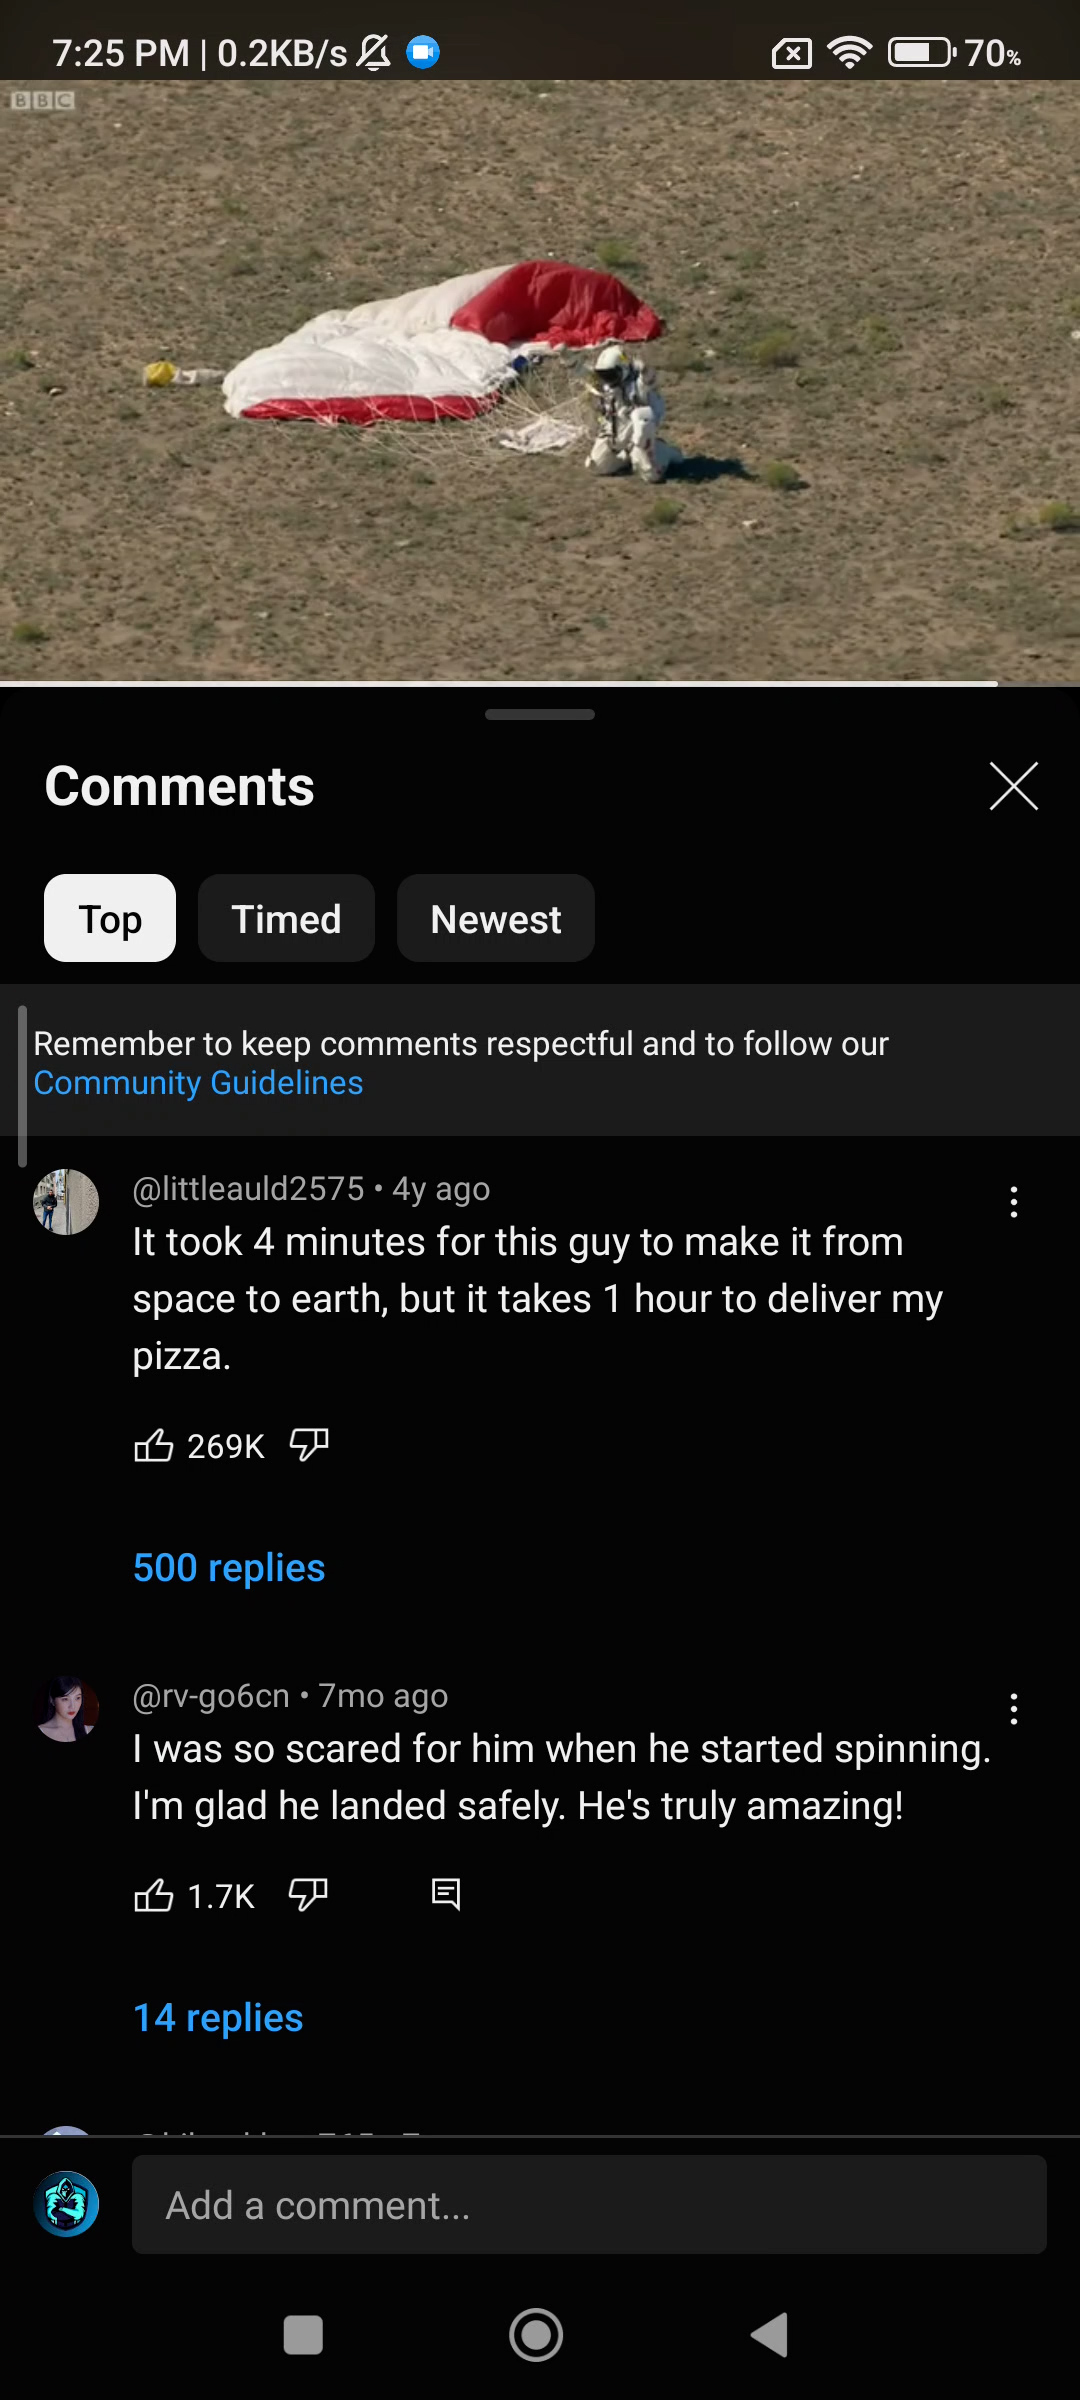 7:25 PM | 0.2KB/s
70%
BBC
Comments
Top
Timed
Newest
Remember to keep comments respectful and to follow our
Community Guidelines
@littleauld2575 • 4y ago
It took 4 minutes for this guy to make it from
space to earth, but it takes 1 hour to deliver my
pizza.
269K
500 replies
@rv-go6cn • 7mo ago
I was so scared for him when he started spinning.
I'm glad he landed safely. He's truly amazing!
1.7K
14 replies
Add a comment...